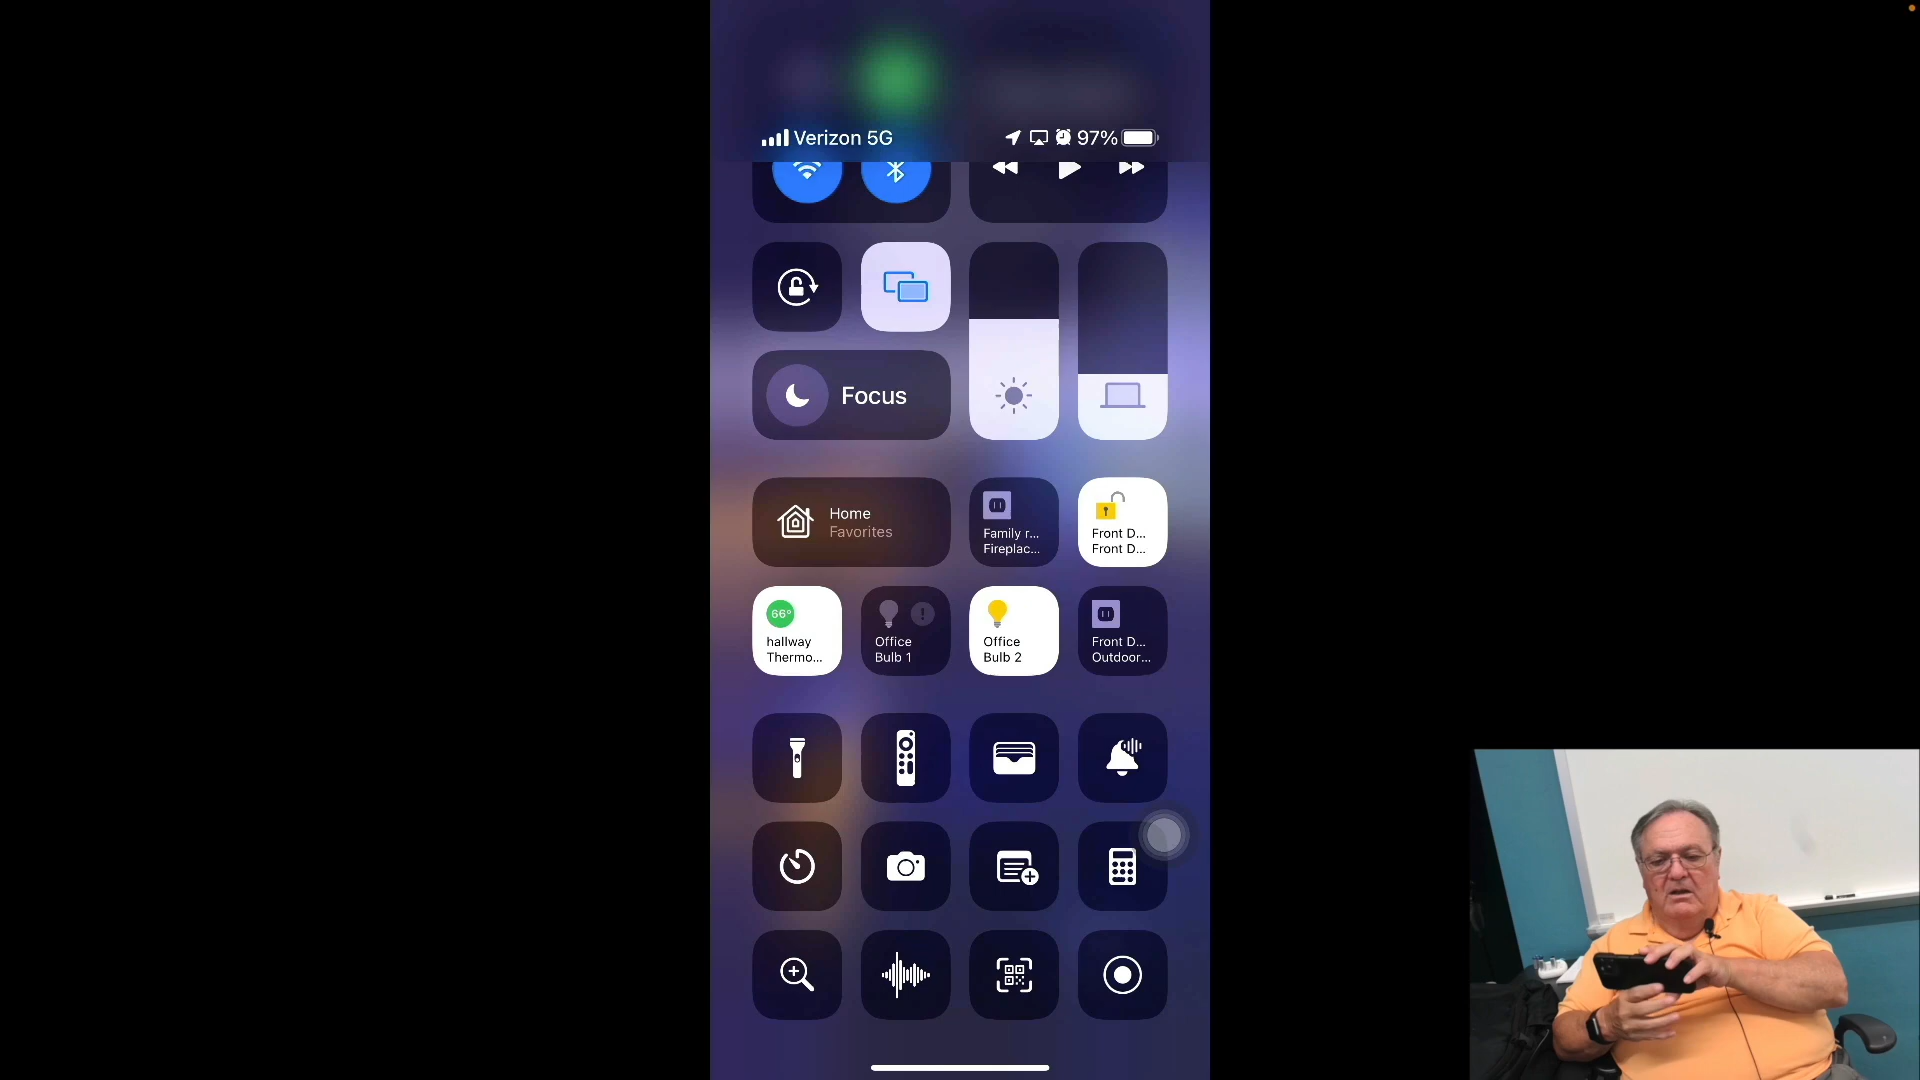 Verizon 5G 97%
Focus
Home
Favorites
Family r...
Fireplac...
Front D...
Front D...
66°
hallway
Thermo...
Office
Bulb 1
Office
Bulb 2
Front D...
Outdoor...